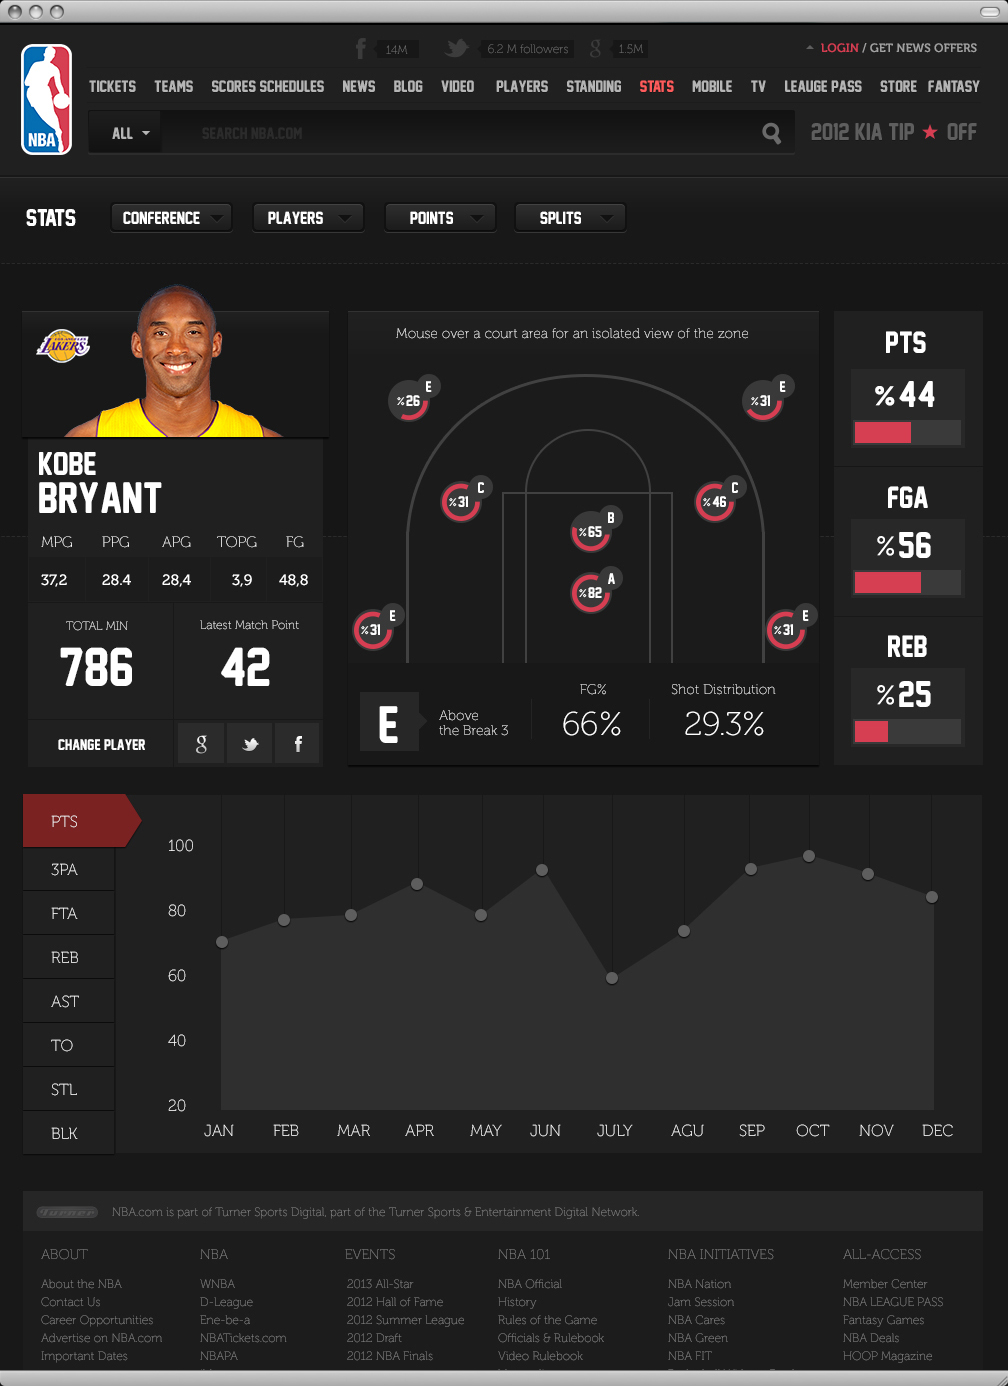 14M
6.2 M followers
1.5M
LOGIN / GET NEWS OFFERS
NBA
TICKETS TEAMS SCORES SCHEDULES NEWS BLOG VIDEO PLAYERS STANDING STATS MOBILE TV LEAUGE PASS STORE FANTASY
ALL
SEARCH NBA.COM
2012 KIA TIP ★ OFF
STATS
CONFERENCE
PLAYERS
POINTS
SPLITS
LAKERS
KOBE
BRYANT
MPG PPG APG TOPG FG
37,2 28.4 28,4 3,9 48,8
TOTAL MIN
786
Latest Match Point
42
CHANGE PLAYER
Mouse over a court area for an isolated view of the zone
%26 E
%31 E
%31 C
%46 C
%65 B
%82 A
%31 E
%31 E
E
Above
the Break 3
FG%
66%
Shot Distribution
29.3%
PTS
%44
FGA
%56
REB
%25
PTS
3PA
FTA
REB
AST
TO
STL
BLK
100
80
60
40
20
JAN FEB MAR APR MAY JUN JULY AGU SEP OCT NOV DEC
Turner
NBA.com is part of Turner Sports Digital, part of the Turner Sports & Entertainment Digital Network.
ABOUT
About the NBA
Contact Us
Career Opportunities
Advertise on NBA.com
Important Dates
NBA
WNBA
D-League
Ene-be-a
NBATickets.com
NBAPA
EVENTS
2013 All-Star
2012 Hall of Fame
2012 Summer League
2012 Draft
2012 NBA Finals
NBA 101
NBA Official
History
Rules of the Game
Officials & Rulebook
Video Rulebook
NBA INITIATIVES
NBA Nation
Jam Session
NBA Cares
NBA Green
NBA FIT
ALL-ACCESS
Member Center
NBA LEAGUE PASS
Fantasy Games
NBA Deals
HOOP Magazine